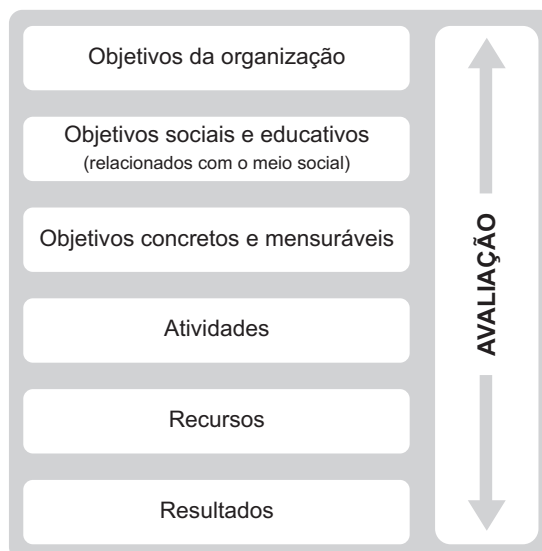 Objetivos da organização
Objetivos sociais e educativos
(relacionados com o meio social)
Objetivos concretos e mensuráveis
Atividades
Recursos
Resultados
AVALIAÇÃO